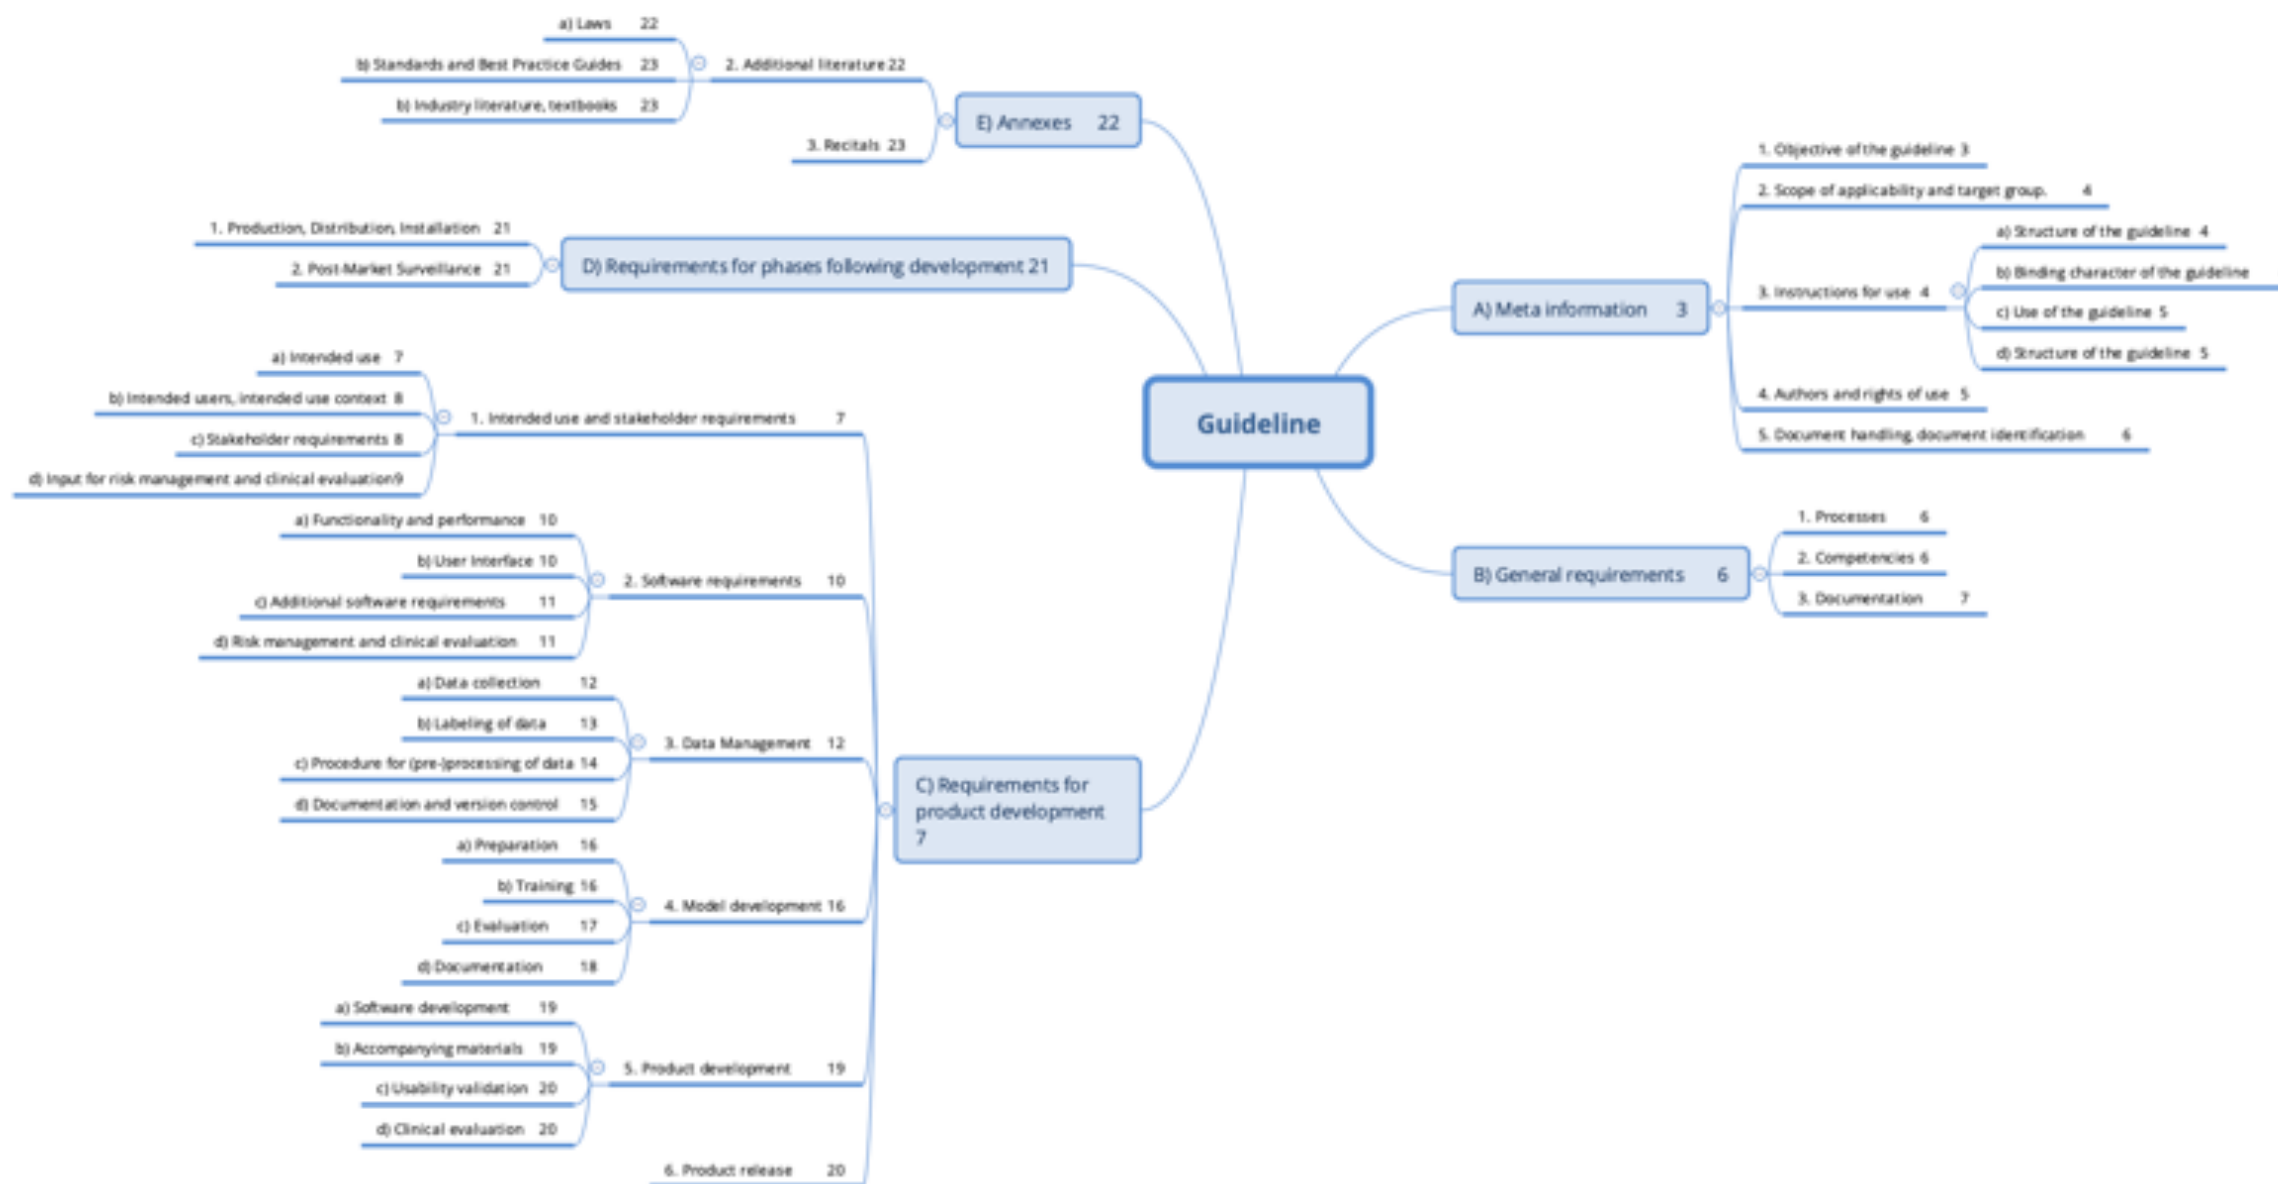 Guideline
A) Meta information 3
1. Objective of the guideline 3
2. Scope of applicability and target group. 4
3. Instructions for use 4
a) Structure of the guideline 4
b) Binding character of the guideline
c) Use of the guideline 5
d) Structure of the guideline 5
4. Authors and rights of use 5
5. Document handling, document identification 6
B) General requirements 6
1. Processes 6
2. Competencies 6
3. Documentation 7
C) Requirements for
product development
7
1. Intended use and stakeholder requirements 7
a) Intended use 7
b) Intended users, intended use context 8
c) Stakeholder requirements 8
d) Input for risk management and clinical evaluation9
2. Software requirements 10
a) Functionality and performance 10
b) User Interface 10
c) Additional software requirements 11
d) Risk management and clinical evaluation 11
3. Data Management 12
a) Data collection 12
b) Labeling of data 13
c) Procedure for (pre-)processing of data 14
d) Documentation and version control 15
4. Model development 16
a) Preparation 16
b) Training 16
c) Evaluation 17
d) Documentation 18
5. Product development 19
a) Software development 19
b) Accompanying materials 19
c) Usability validation 20
d) Clinical evaluation 20
6. Product release 20
D) Requirements for phases following development 21
1. Production, Distribution, Installation 21
2. Post-Market Surveillance 21
E) Annexes 22
2. Additional literature 22
a) Laws 22
b) Standards and Best Practice Guides 23
b) Industry literature, textbooks 23
3. Recitals 23